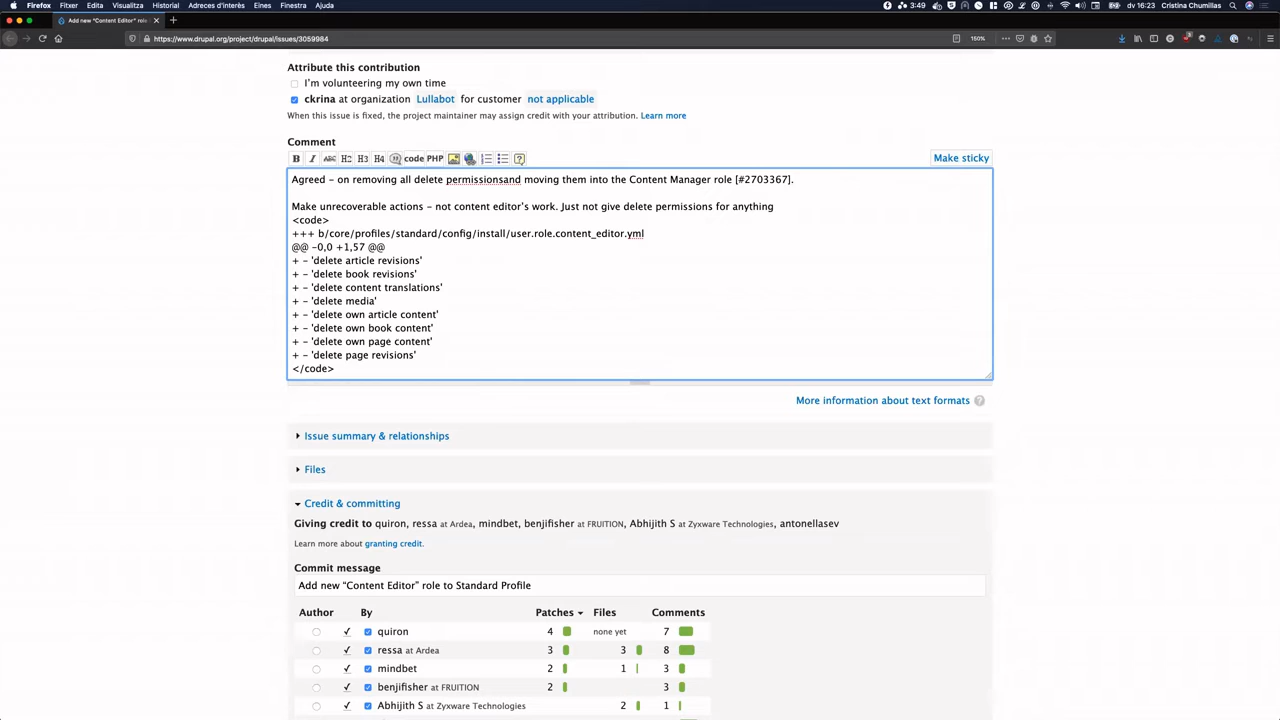 Firefox Fitxer Edita Visualitza Historial Adreces d'interès Eines Finestra Ajuda
3:49 dv 16:23 Cristina Chumillas
Add new "Content Editor" role
https://www.drupal.org/project/drupal/issues/3059984
150%
Attribute this contribution
I'm volunteering my own time
ckrina at organization Lullabot for customer not applicable
When this issue is fixed, the project maintainer may assign credit with your attribution. Learn more
Comment
B I ABC H2 H3 H4 code PHP
Make sticky
Agreed – on removing all delete permissionsand moving them into the Content Manager role [#2703367].
Make unrecoverable actions – not content editor's work. Just not give delete permissions for anything
<code>
+++ b/core/profiles/standard/config/install/user.role.content_editor.yml
@@ -0,0 +1,57 @@
+ - 'delete article revisions'
+ - 'delete book revisions'
+ - 'delete content translations'
+ - 'delete media'
+ - 'delete own article content'
+ - 'delete own book content'
+ - 'delete own page content'
+ - 'delete page revisions'
</code>
More information about text formats ?
Issue summary & relationships
Files
Credit & committing
Giving credit to quiron, ressa at Ardea, mindbet, benjifisher at FRUITION, Abhijith S at Zyxware Technologies, antonellasev
Learn more about granting credit.
Commit message
Add new "Content Editor" role to Standard Profile
Author By Patches Files Comments
quiron 4 none yet 7
ressa at Ardea 3 3 8
mindbet 2 1 3
benjifisher at FRUITION 2 3
Abhijith S at Zyxware Technologies 2 1